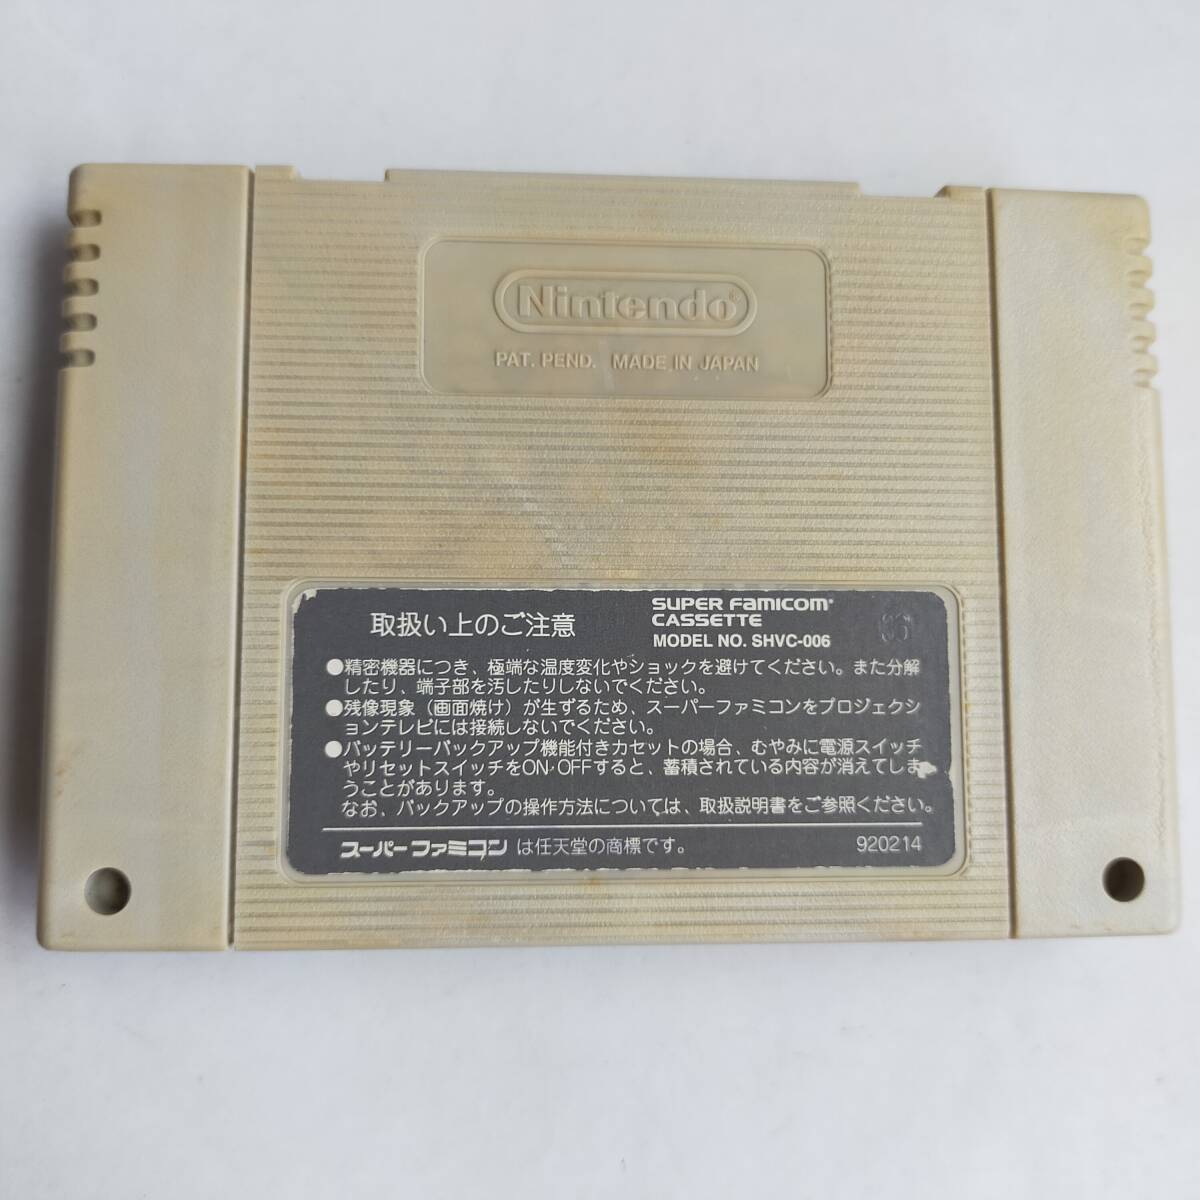 Nintendo®
PAT. PEND. MADE IN JAPAN
取扱い上のご注意
SUPER FAMICOM®
CASSETTE
MODEL NO. SHVC-006
●精密機器につき、極端な温度変化やショックを避けてください。また分解
したり、端子部を汚したりしないでください。
●残像現象（画面焼け）が生ずるため、スーパーファミコンをプロジェクシ
ョンテレビには接続しないでください。
●バッテリーバックアップ機能付きカセットの場合、むやみに電源スイッチ
やリセットスイッチをON·OFFすると、蓄積されている内容が消えてしま
うことがあります。
なお、バックアップの操作方法については、取扱説明書をご参照ください。
スーパーファミコン は任天堂の商標です。
920214